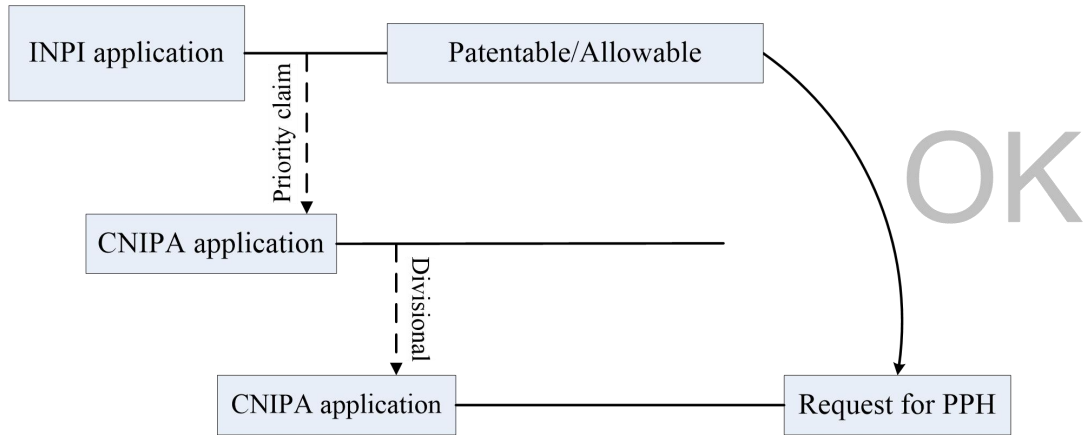 INPI application
Patentable/Allowable
Priority claim
OK
CNIPA application
Divisional
CNIPA application
Request for PPH